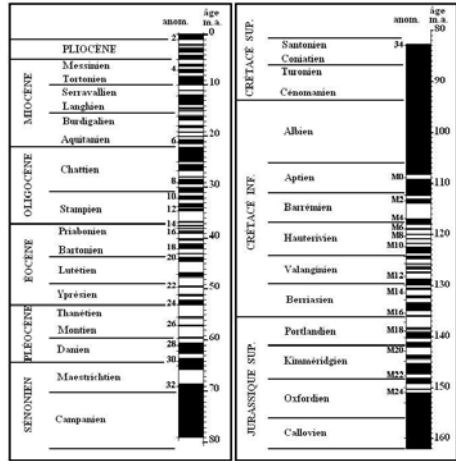 anom.
âge
m.a.
0
2
PLIOCÈNE
MIOCÈNE
Messinien
4
Tortonien
10
Serravallien
Langhien
Burdigalien
20
Aquitanien
6
OLIGOCÈNE
Chattien
8
30
10
Stampien
12
14
ÉOCÈNE
Priabonien
16
40
Bartonien
18
20
Lutétien
22
50
Yprésien
24
PLÉOCÈNE
Thanétien
Montien
26
Danien
28
60
30
SÉNONIEN
Maestrichtien
32
70
Campanien
80
anom.
âge
m.a.
80
CRÉTACÉ SUP.
Santonien
34
Coniatien
Turonien
90
Cénomanien
CRÉTACÉ INF.
Albien
100
Aptien
M0
110
Barrémien
M2
M4
Hauterivien
M6
M8
120
M10
Valanginien
M12
Berriasien
M14
130
M16
JURASSIQUE SUP.
Portlandien
M18
140
M20
Kimméridgien
M22
150
M24
Oxfordien
Callovien
160